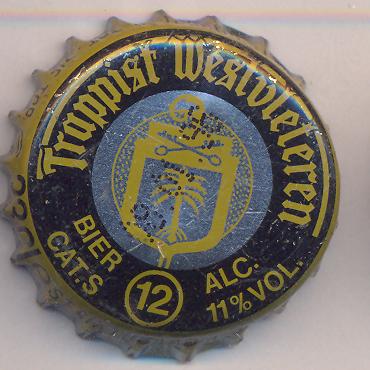 Trappist Westvleteren
BIER
CAT.S
12
ALC.
11% VOL.